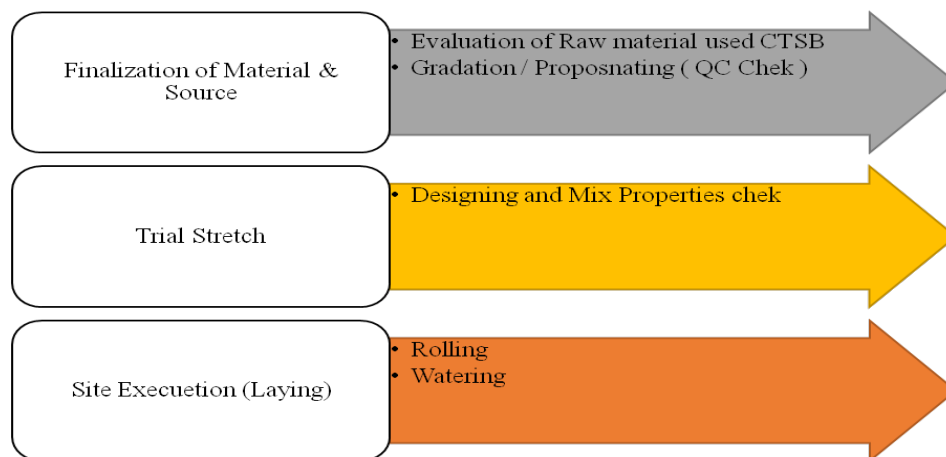 Finalization of Material &
Source
• Evaluation of Raw material used CTSB
• Gradation / Proposnating ( QC Chek )
Trial Stretch
• Designing and Mix Properties chek
Site Execuetion (Laying)
• Rolling
• Watering